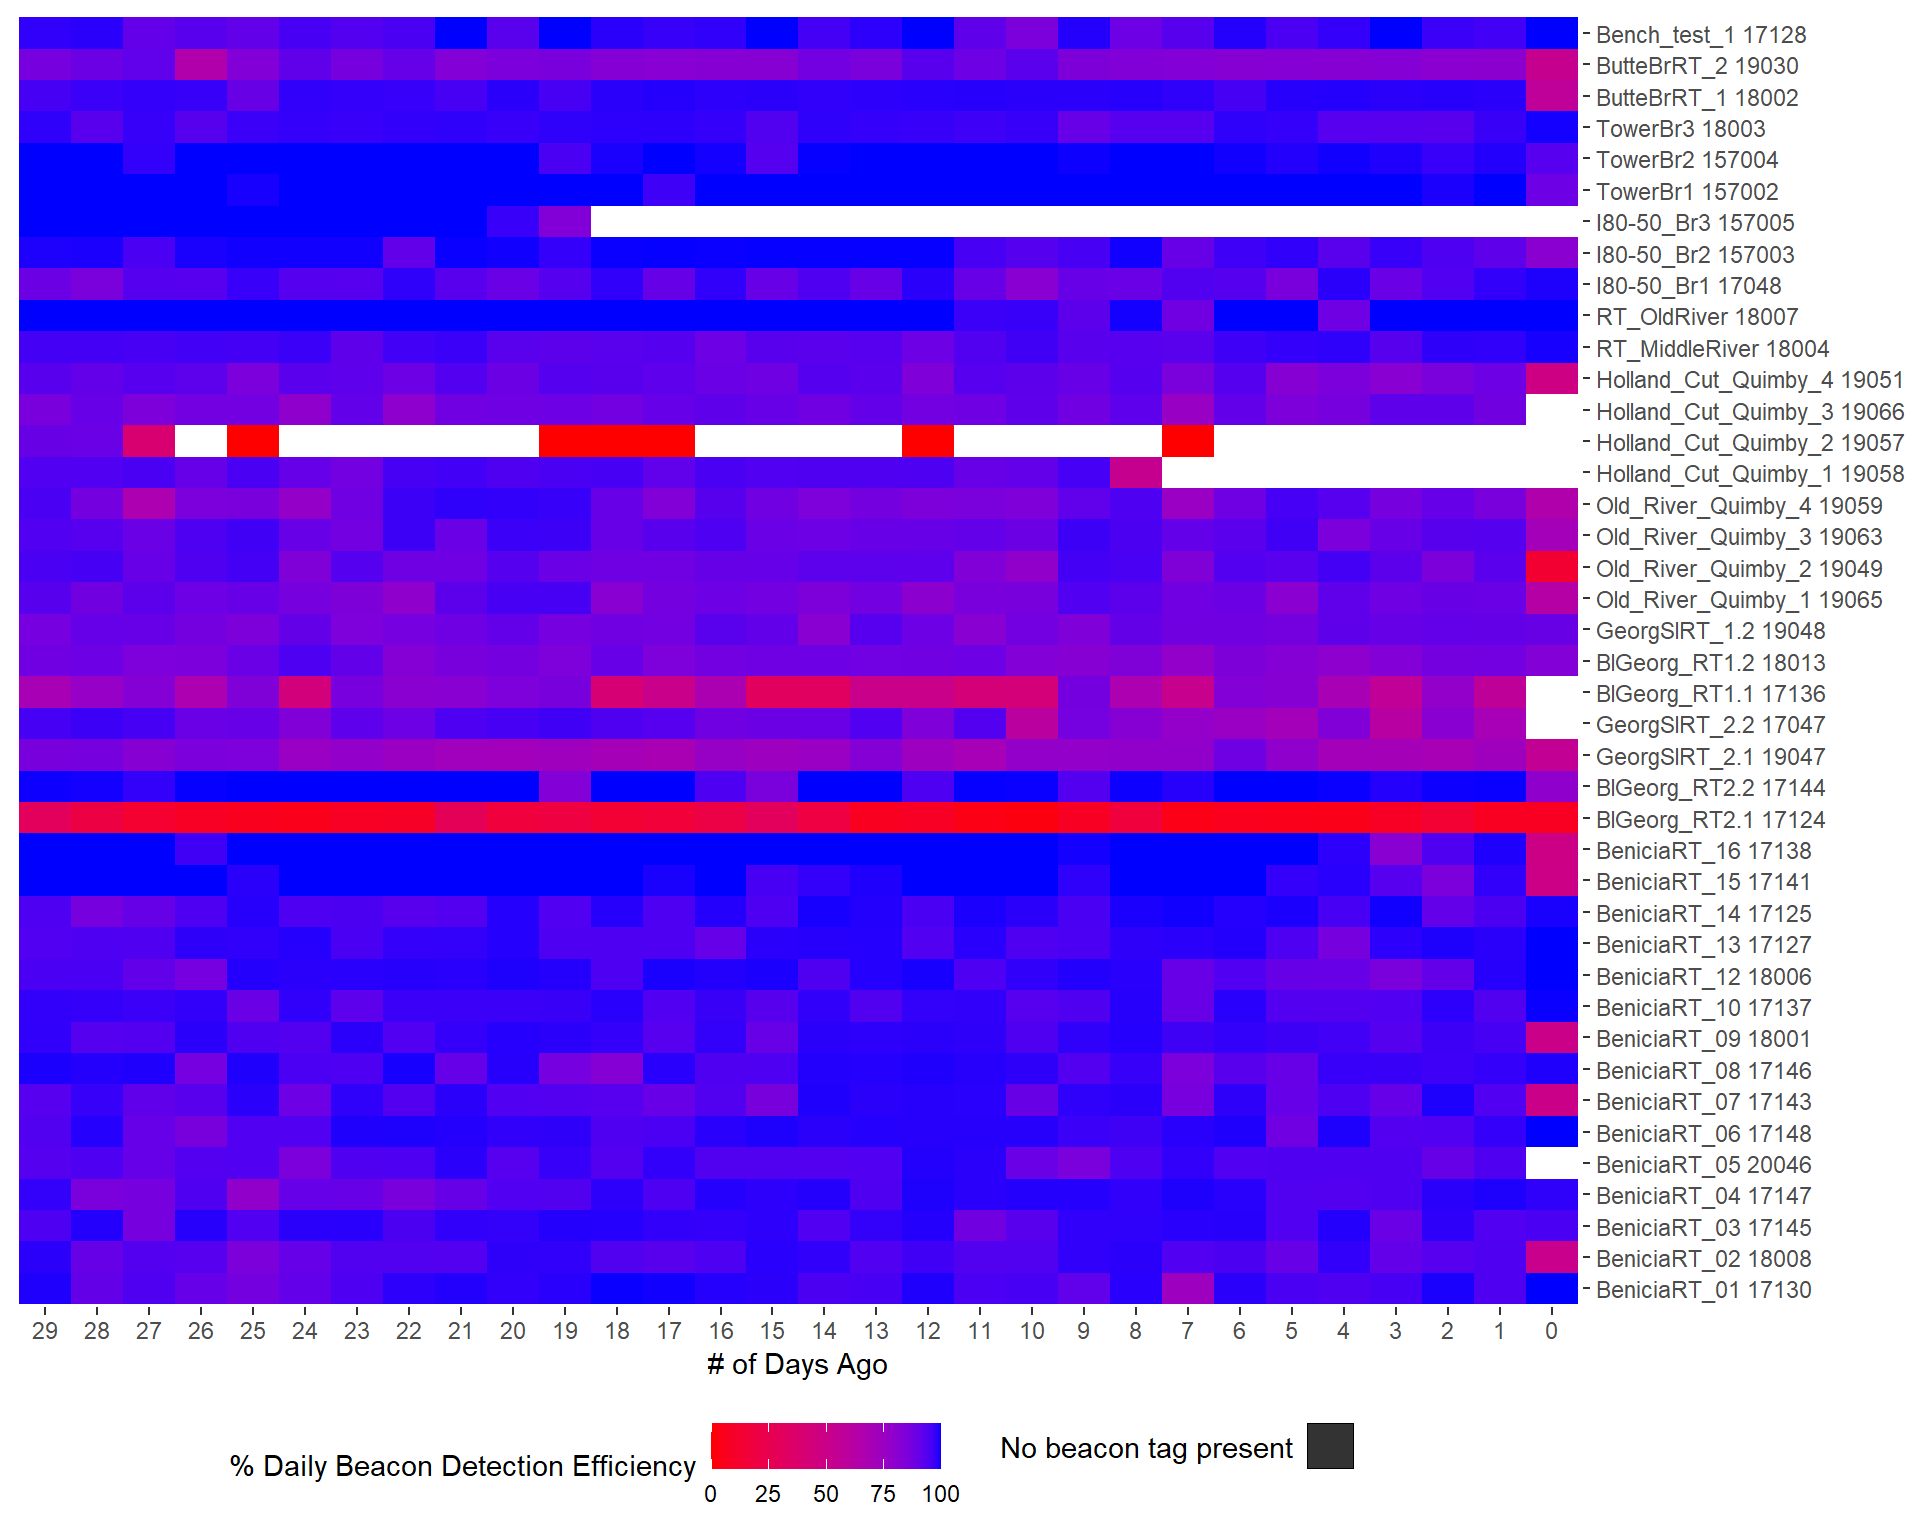 Bench_test_1 17128
ButteBrRT_2 19030
ButteBrRT_1 18002
TowerBr3 18003
TowerBr2 157004
TowerBr1 157002
I80-50_Br3 157005
I80-50_Br2 157003
I80-50_Br1 17048
RT_OldRiver 18007
RT_MiddleRiver 18004
Holland_Cut_Quimby_4 19051
Holland_Cut_Quimby_3 19066
Holland_Cut_Quimby_2 19057
Holland_Cut_Quimby_1 19058
Old_River_Quimby_4 19059
Old_River_Quimby_3 19063
Old_River_Quimby_2 19049
Old_River_Quimby_1 19065
GeorgSlRT_1.2 19048
BlGeorg_RT1.2 18013
BlGeorg_RT1.1 17136
GeorgSlRT_2.2 17047
GeorgSlRT_2.1 19047
BlGeorg_RT2.2 17144
BlGeorg_RT2.1 17124
BeniciaRT_16 17138
BeniciaRT_15 17141
BeniciaRT_14 17125
BeniciaRT_13 17127
BeniciaRT_12 18006
BeniciaRT_10 17137
BeniciaRT_09 18001
BeniciaRT_08 17146
BeniciaRT_07 17143
BeniciaRT_06 17148
BeniciaRT_05 20046
BeniciaRT_04 17147
BeniciaRT_03 17145
BeniciaRT_02 18008
BeniciaRT_01 17130
29 28 27 26 25 24 23 22 21 20 19 18 17 16 15 14 13 12 11 10 9 8 7 6 5 4 3 2 1 0
# of Days Ago
% Daily Beacon Detection Efficiency
0 25 50 75 100
No beacon tag present